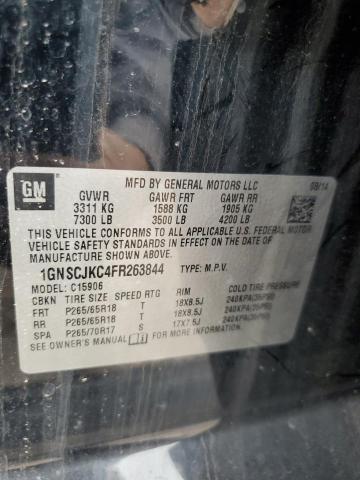 GM
MFD BY GENERAL MOTORS LLC 08/14
GVWR GAWR FRT GAWR RR
3311 KG 1588 KG 1905 KG
7300 LB 3500 LB 4200 LB
THIS VEHICLE CONFORMS TO ALL APPLICABLE U.S. FEDERAL MOTOR
VEHICLE SAFETY STANDARDS IN EFFECT ON THE DATE OF
MANUFACTURE SHOWN ABOVE.
1GNSCJKC4FR263844 TYPE: M.P.V.
MODEL: C15906
CBKN TIRE SIZE SPEED RTG RIM COLD TIRE PRESSURE
FRT P265/65R18 T 18X8.5J 240KPA(35PSI)
RR P265/65R18 T 18X8.5J 240KPA(35PSI)
SPA P265/70R17 S 17X7.5J 240KPA(35PSI)
SEE OWNER'S MANUAL FOR MORE INFORMATION.